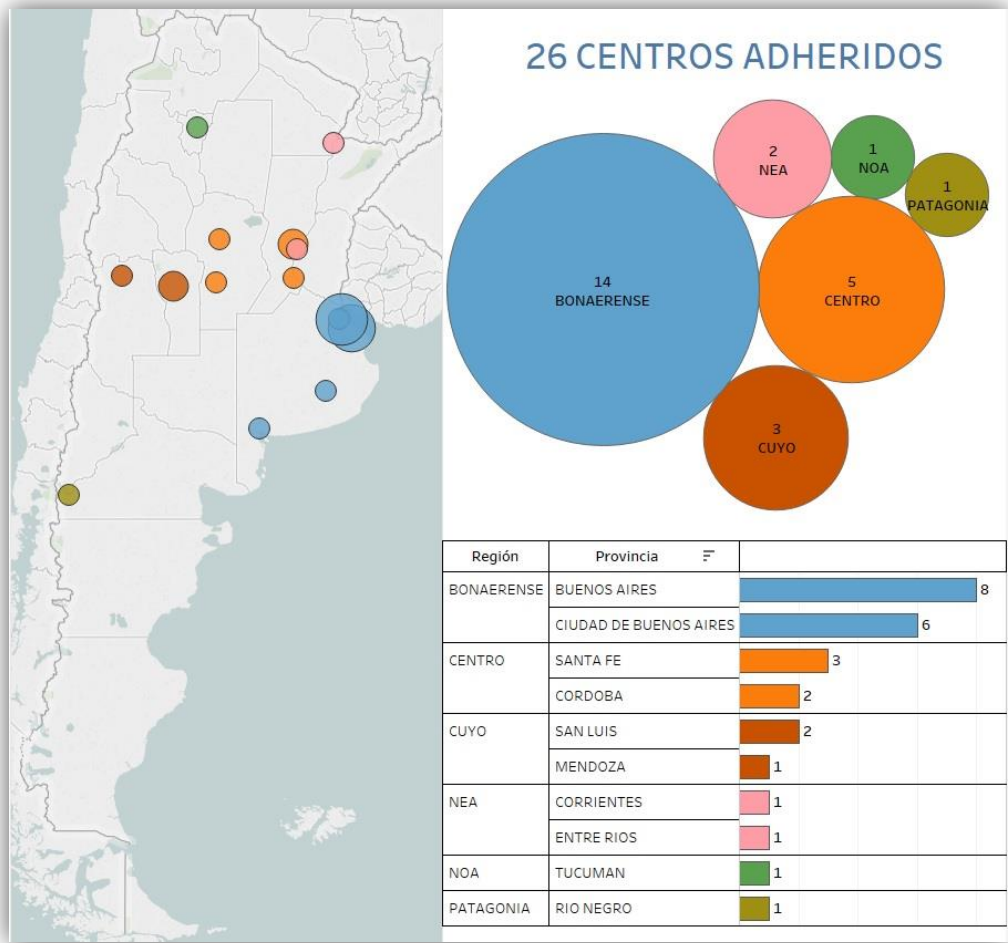 26 CENTROS ADHERIDOS
2
NEA
1
NOA
1
PATAGONIA
14
BONAERENSE
5
CENTRO
3
CUYO
Región Provincia
BONAERENSE BUENOS AIRES 8
CIUDAD DE BUENOS AIRES 6
CENTRO SANTA FE 3
CORDOBA 2
CUYO SAN LUIS 2
MENDOZA 1
NEA CORRIENTES 1
ENTRE RIOS 1
NOA TUCUMAN 1
PATAGONIA RIO NEGRO 1